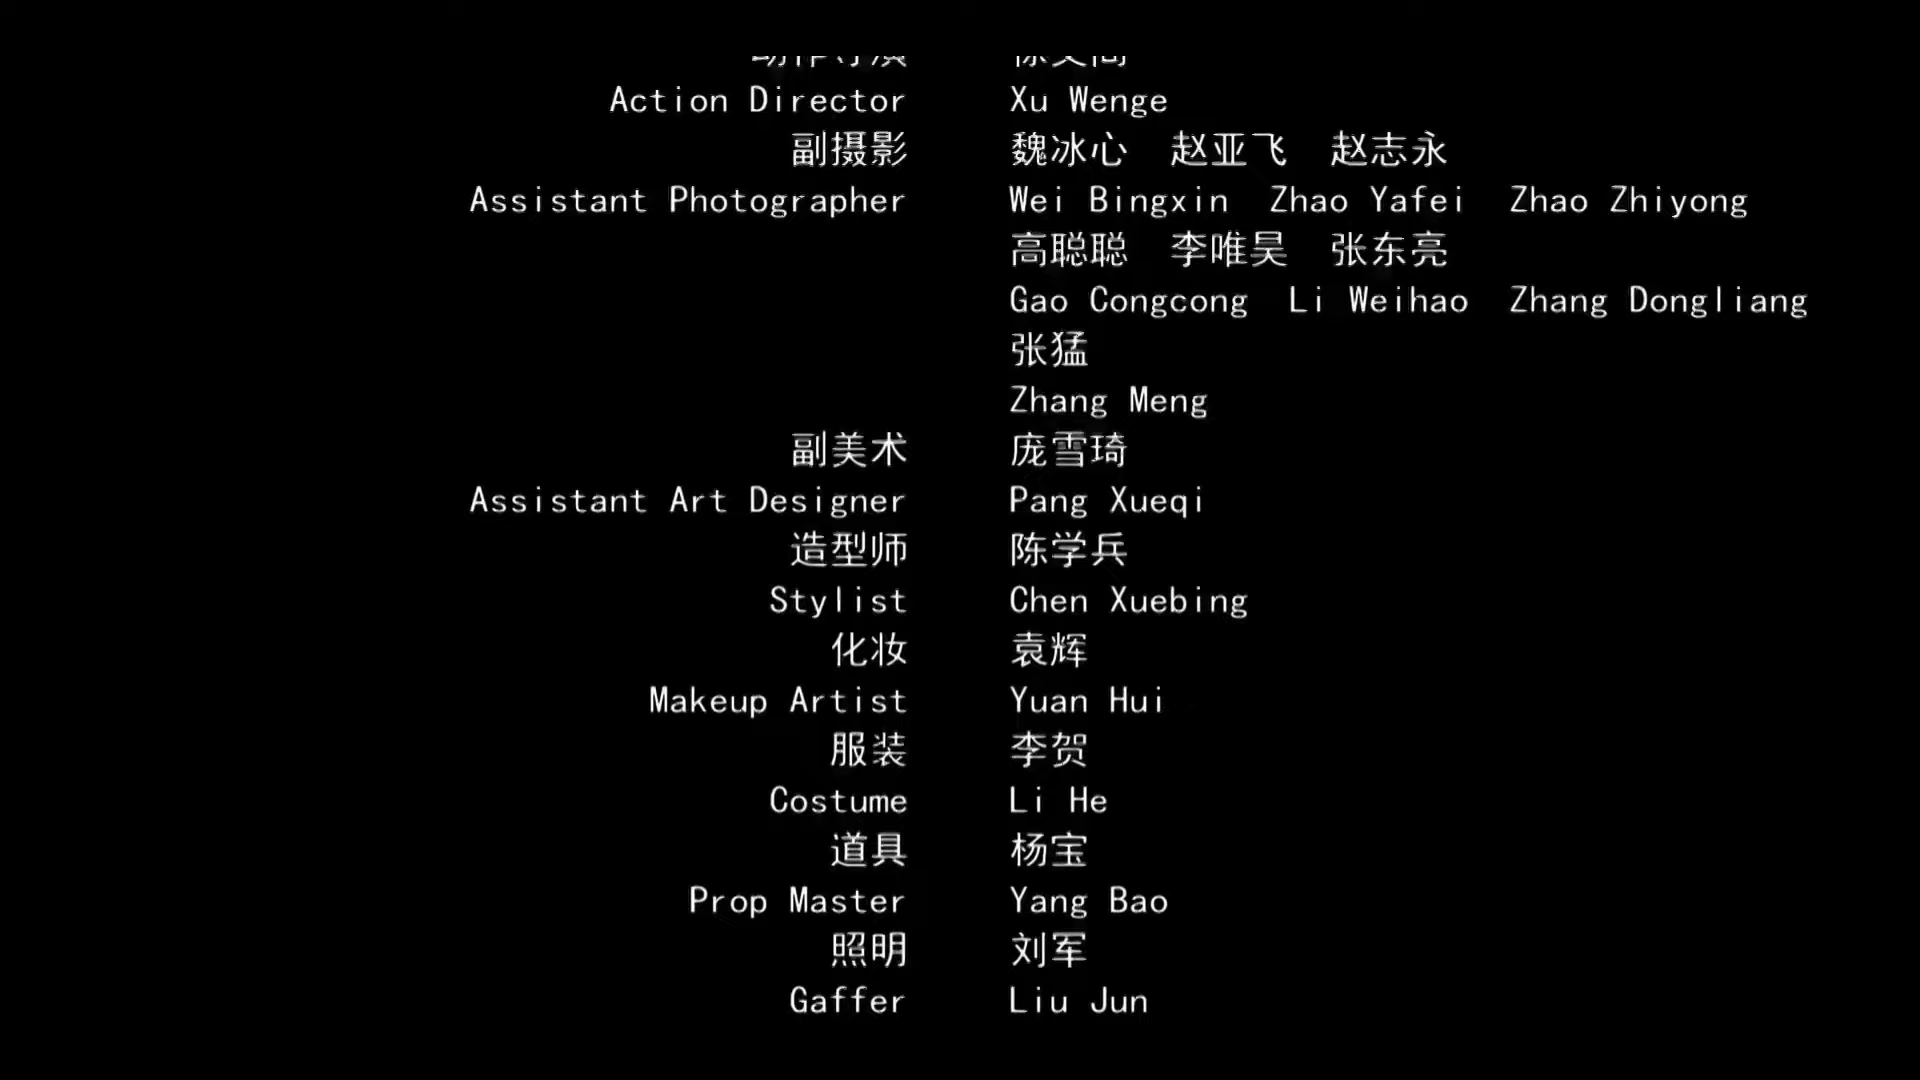 Action Director Xu Wenge
副摄影 魏冰心 赵亚飞 赵志永
Assistant Photographer Wei Bingxin Zhao Yafei Zhao Zhiyong
高聪聪 李唯昊 张东亮
Gao Congcong Li Weihao Zhang Dongliang
张猛
Zhang Meng
副美术 庞雪琦
Assistant Art Designer Pang Xueqi
造型师 陈学兵
Stylist Chen Xuebing
化妆 袁辉
Makeup Artist Yuan Hui
服装 李贺
Costume Li He
道具 杨宝
Prop Master Yang Bao
照明 刘军
Gaffer Liu Jun